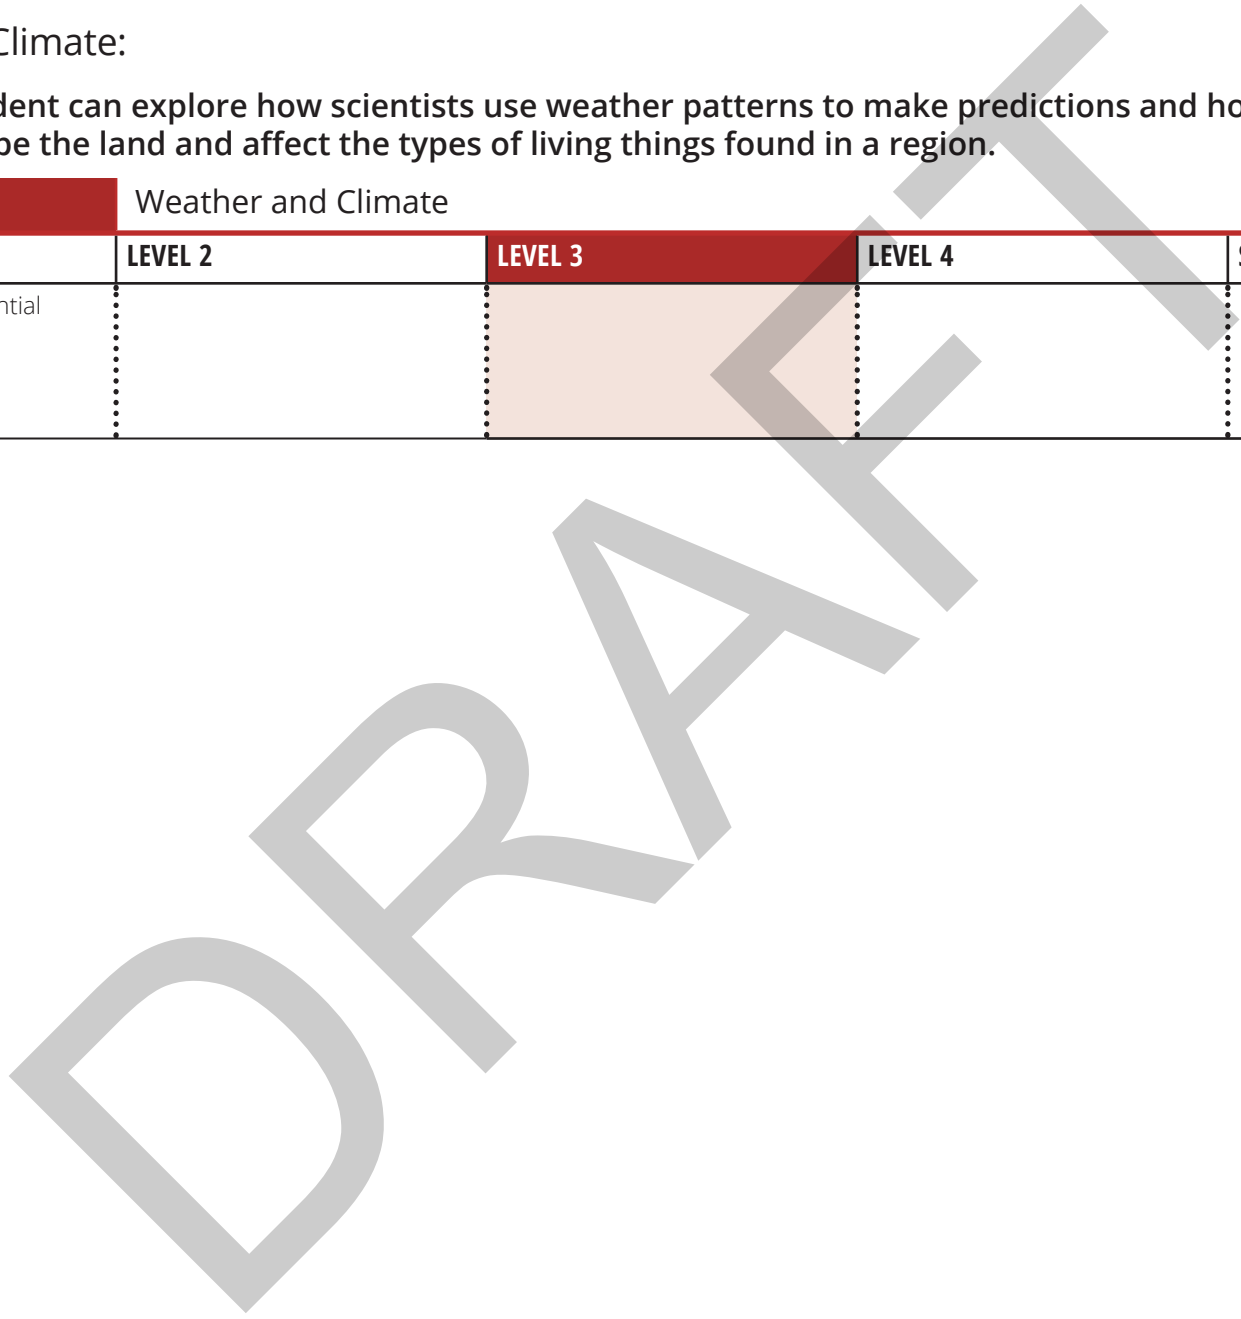 Climate:
dent can explore how scientists use weather patterns to make predictions and ho
be the land and affect the types of living things found in a region.
Weather and Climate
LEVEL 2 LEVEL 3 LEVEL 4 S
ntial
DRAFT